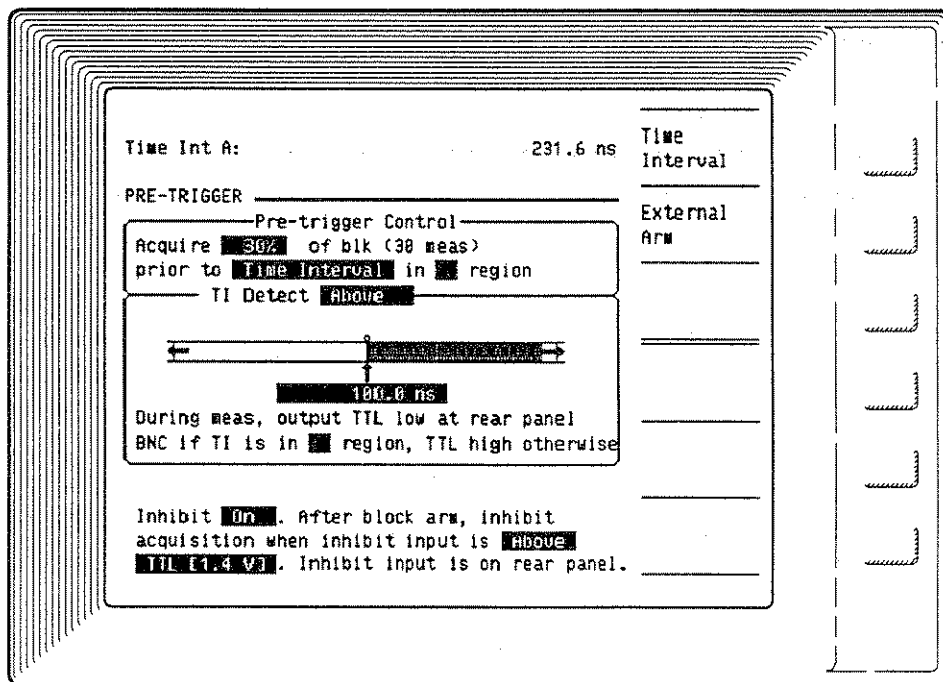 Time Int A: 231.6 ns
PRE-TRIGGER
Pre-trigger Control
Acquire 30% of blk (30 meas)
prior to Time Interval in region
TI Detect Above
100.0 ns
During meas, output TTL low at rear panel
BNC if TI is in region, TTL high otherwise
Inhibit On . After block arm, inhibit
acquisition when inhibit input is Above
TTL [1.4 V] . Inhibit input is on rear panel.
Time
Interval
External
Arm